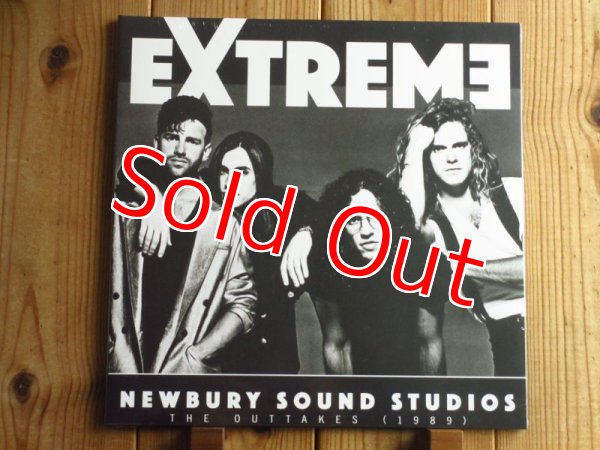 EXTREME
Sold Out
NEWBURY SOUND STUDIOS
THE OUTTAKES (1989)